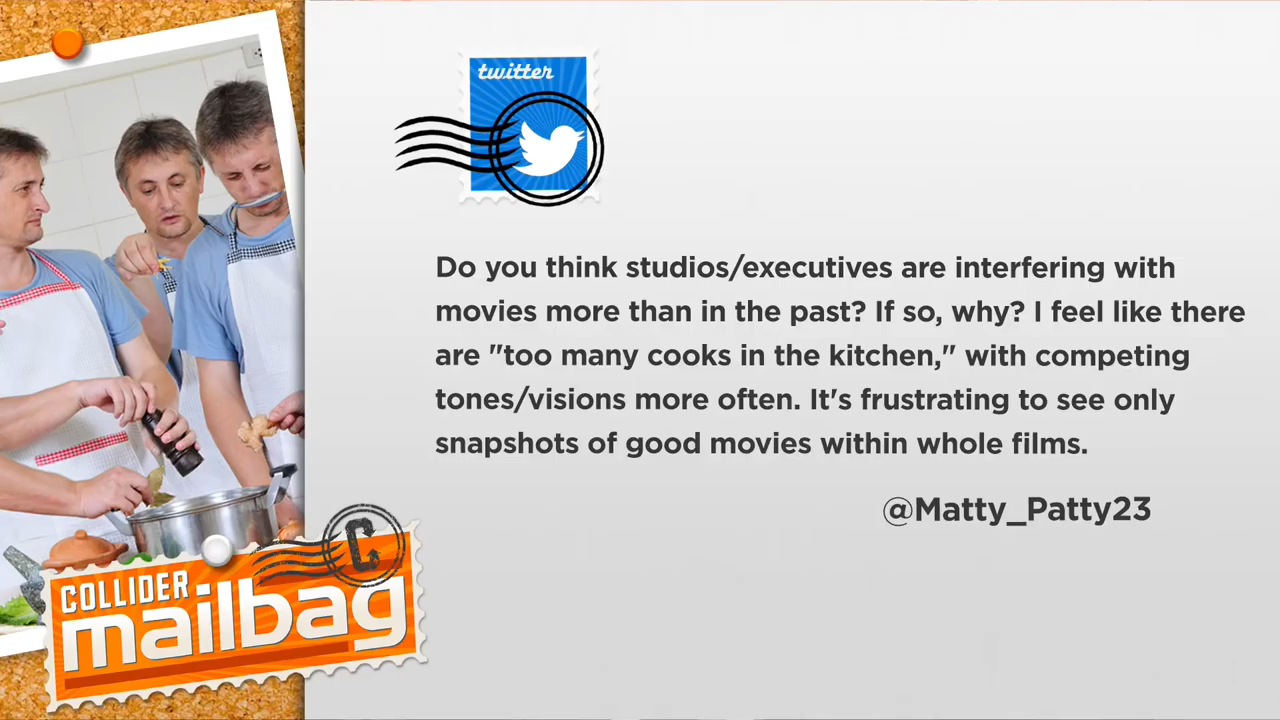 twitter
Do you think studios/executives are interfering with
movies more than in the past? If so, why? I feel like there
are "too many cooks in the kitchen," with competing
tones/visions more often. It's frustrating to see only
snapshots of good movies within whole films.
@Matty_Patty23
C
COLLIDER
mailbag